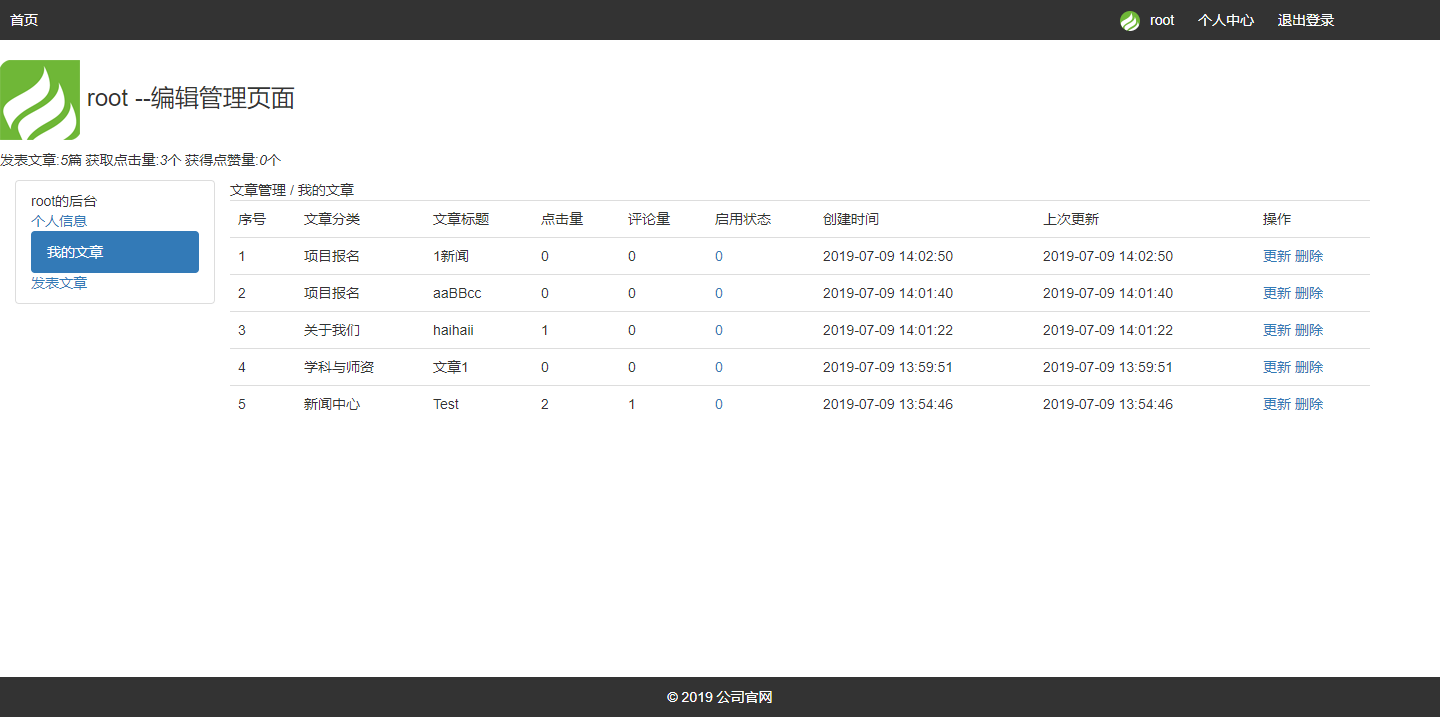 首页 root 个人中心 退出登录
root --编辑管理页面
发表文章:5篇 获取点击量:3个 获得点赞量:0个
root的后台
个人信息
我的文章
发表文章
文章管理 / 我的文章
序号 文章分类 文章标题 点击量 评论量 启用状态 创建时间 上次更新 操作
1 项目报名 1新闻 0 0 0 2019-07-09 14:02:50 2019-07-09 14:02:50 更新 删除
2 项目报名 aaBBcc 0 0 0 2019-07-09 14:01:40 2019-07-09 14:01:40 更新 删除
3 关于我们 haihaii 1 0 0 2019-07-09 14:01:22 2019-07-09 14:01:22 更新 删除
4 学科与师资 文章1 0 0 0 2019-07-09 13:59:51 2019-07-09 13:59:51 更新 删除
5 新闻中心 Test 2 1 0 2019-07-09 13:54:46 2019-07-09 13:54:46 更新 删除
© 2019 公司官网